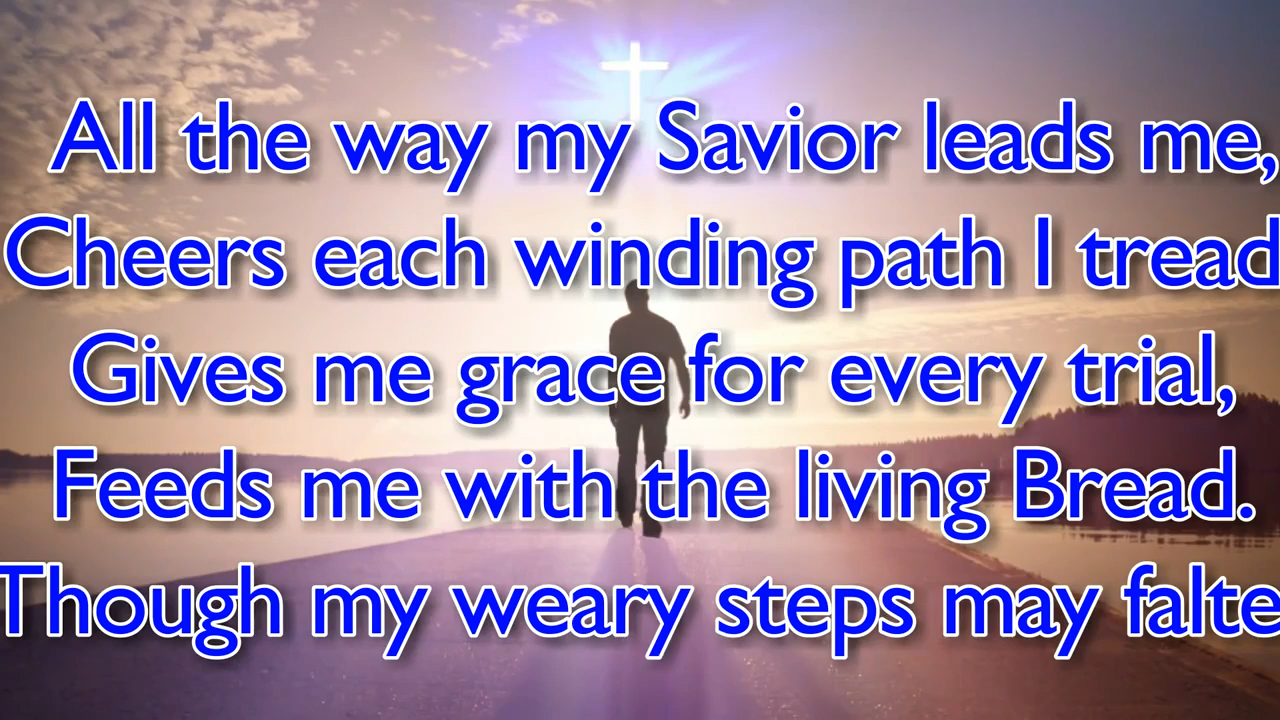 All the way my Savior leads me,
Cheers each winding path I tread
Gives me grace for every trial,
Feeds me with the living Bread.
Though my weary steps may falte